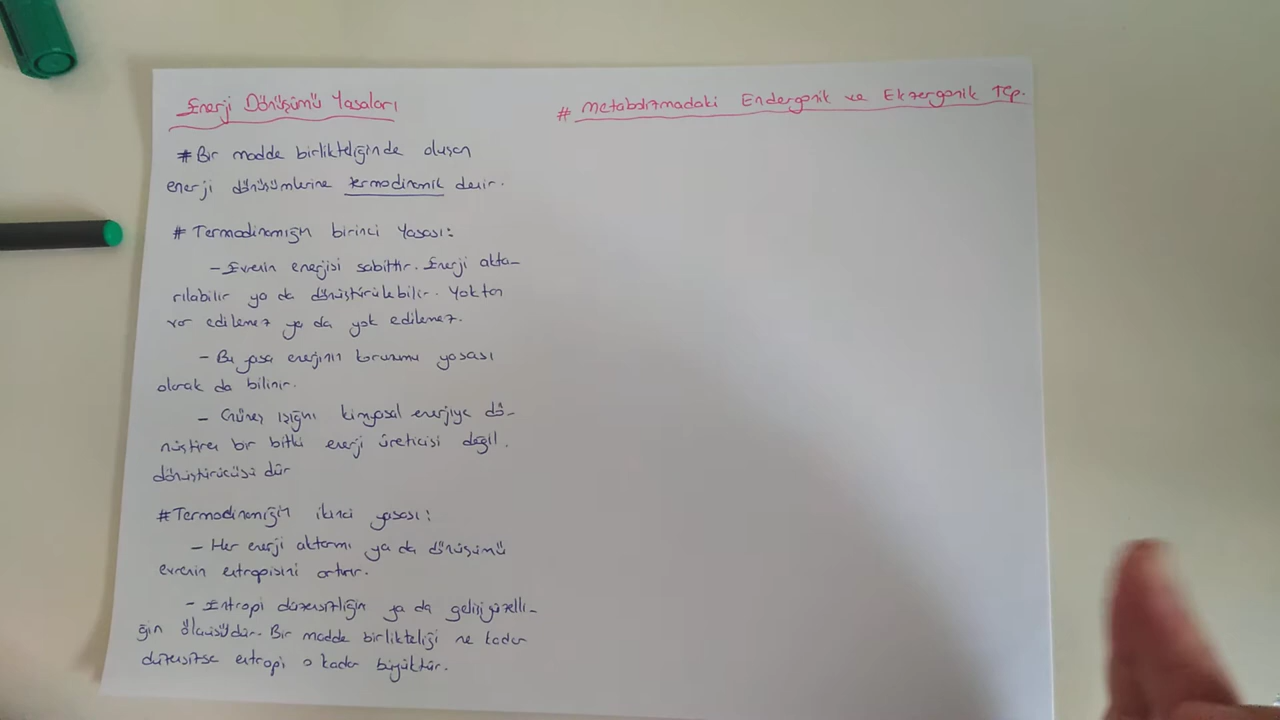 Enerji Dönüşümü Yasaları
# Bir madde birlikteliğinde oluşan
enerji dönüşümlerine termodinamik denir.
# Termodinamiğin birinci Yasası:
- Evrenin enerjisi sabittir. Enerji akta-
rılabilir ya da dönüştürülebilir. Yoktan
var edilemez ya da yok edilemez.
- Bu yasa enerjinin korunumu yasası
olarak da bilinir.
- Güneş ışığını kimyasal enerjiye dö-
nüştüren bir bitki enerji üreticisi değil.
dönüştürücüsü dür
# Termodinamiğin ikinci yasası:
- Her enerji aktarımı ya da dönüşümü
evrenin entropisini artırır.
- Entropi düzensizliğin ya da gelişigüzelli-
ğin ölçüsüdür. Bir madde birlikteliği ne kadar
düzensizse entropi o kadar büyüktür.
# Metabolizmadaki Endergonik ve Ekzergonik Tep.